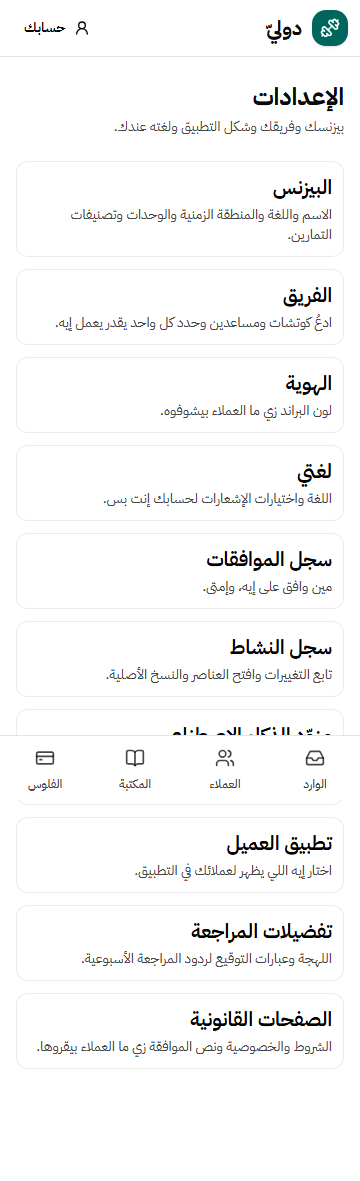 دوليّ
حسابك
الإعدادات
بيزنسك وفريقك وشكل التطبيق ولغته عندك.
البيزنس
الاسم واللغة والمنطقة الزمنية والوحدات وتصنيفات
التمارين.
الفريق
ادعُ كوتشات ومساعدين وحدد كل واحد يقدر يعمل إيه.
الهوية
لون البراند زي ما العملاء بيشوفوه.
لغتي
اللغة واختيارات الإشعارات لحسابك إنت بس.
سجل الموافقات
مين وافق على إيه، وإمتى.
سجل النشاط
تابع التغييرات وافتح العناصر والنسخ الأصلية.
الوارد
العملاء
المكتبة
الفلوس
تطبيق العميل
اختار إيه اللي يظهر لعملائك في التطبيق.
تفضيلات المراجعة
اللهجة وعبارات التوقيع لردود المراجعة الأسبوعية.
الصفحات القانونية
الشروط والخصوصية ونص الموافقة زي ما العملاء بيقروها.